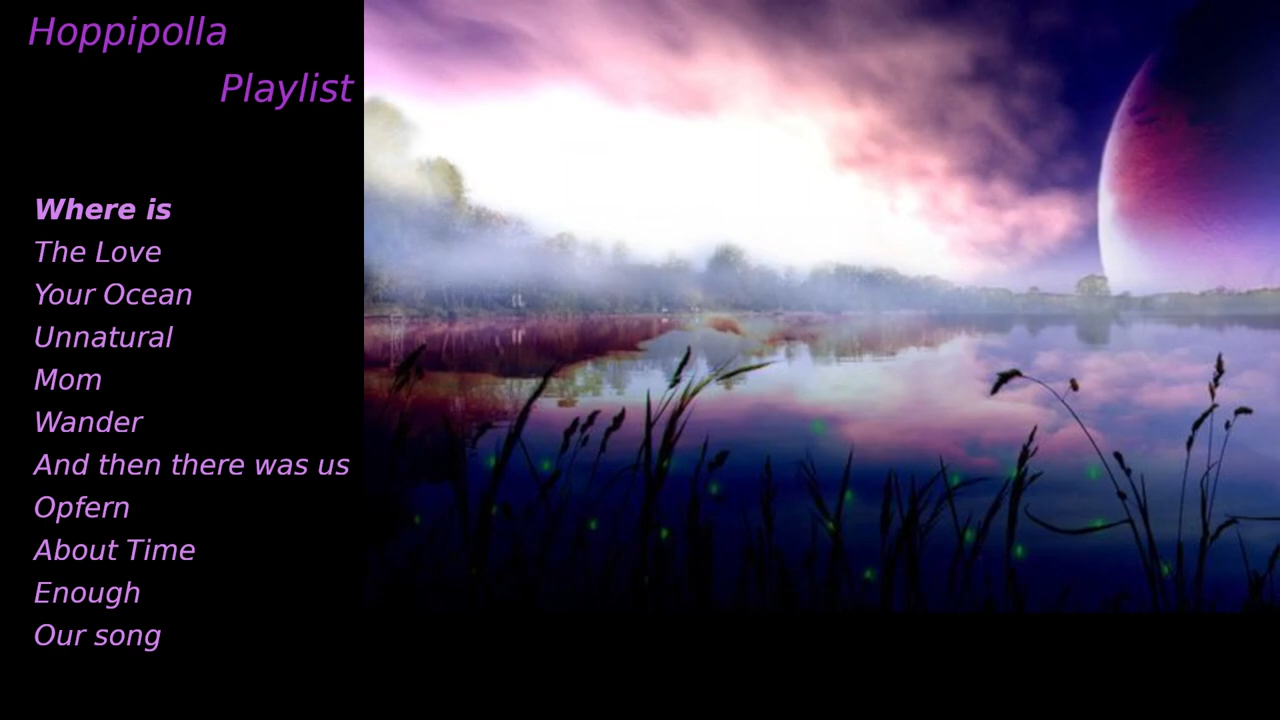 Hoppipolla
Playlist
Where is
The Love
Your Ocean
Unnatural
Mom
Wander
And then there was us
Opfern
About Time
Enough
Our song